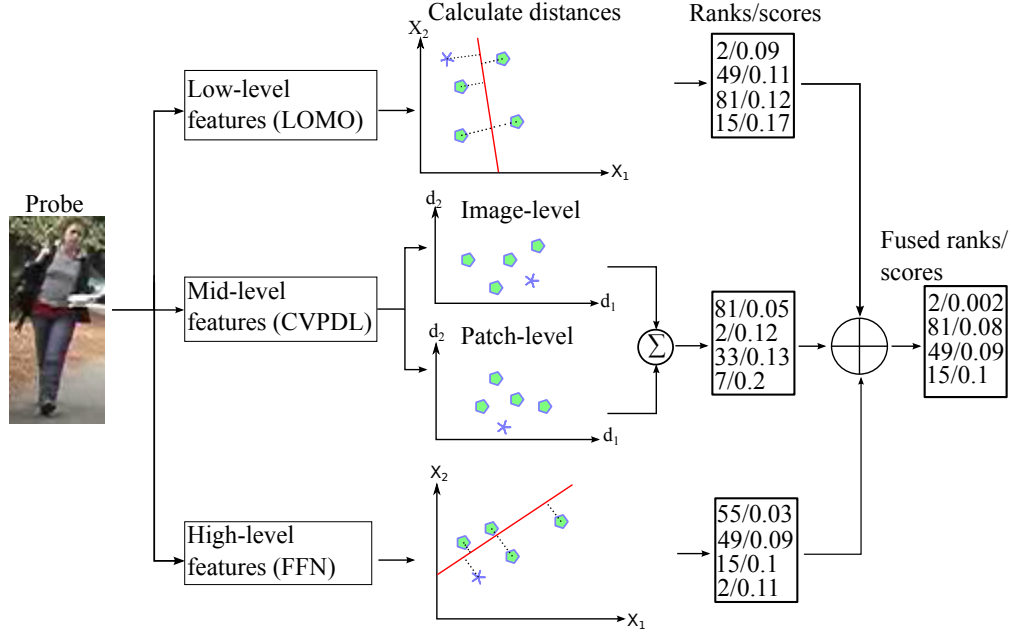 Calculate distances
Ranks/scores
X2
X1
Low-level
features (LOMO)
2/0.09
49/0.11
81/0.12
15/0.17
Probe
Mid-level
features (CVPDL)
d2
Image-level
d1
d2
Patch-level
d1
Σ
81/0.05
2/0.12
33/0.13
7/0.2
Fused ranks/
scores
2/0.002
81/0.08
49/0.09
15/0.1
High-level
features (FFN)
X2
X1
55/0.03
49/0.09
15/0.1
2/0.11